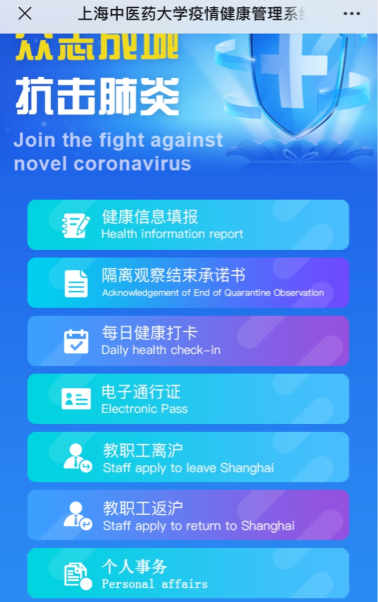 上海中医药大学疫情健康管理系
众志成城
抗击肺炎
Join the fight against
novel coronavirus
健康信息填报
Health information report
隔离观察结束承诺书
Acknowledgement of End of Quarantine Observation
每日健康打卡
Daily health check-in
电子通行证
Electronic Pass
教职工离沪
Staff apply to leave Shanghai
教职工返沪
Staff apply to return to Shanghai
个人事务
Personal affairs